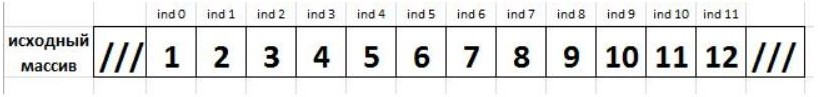 ind 0 ind 1 ind 2 ind 3 ind 4 ind 5 ind 6 ind 7 ind 8 ind 9 ind 10 ind 11
исходный
массив /// 1 2 3 4 5 6 7 8 9 10 11 12 ///